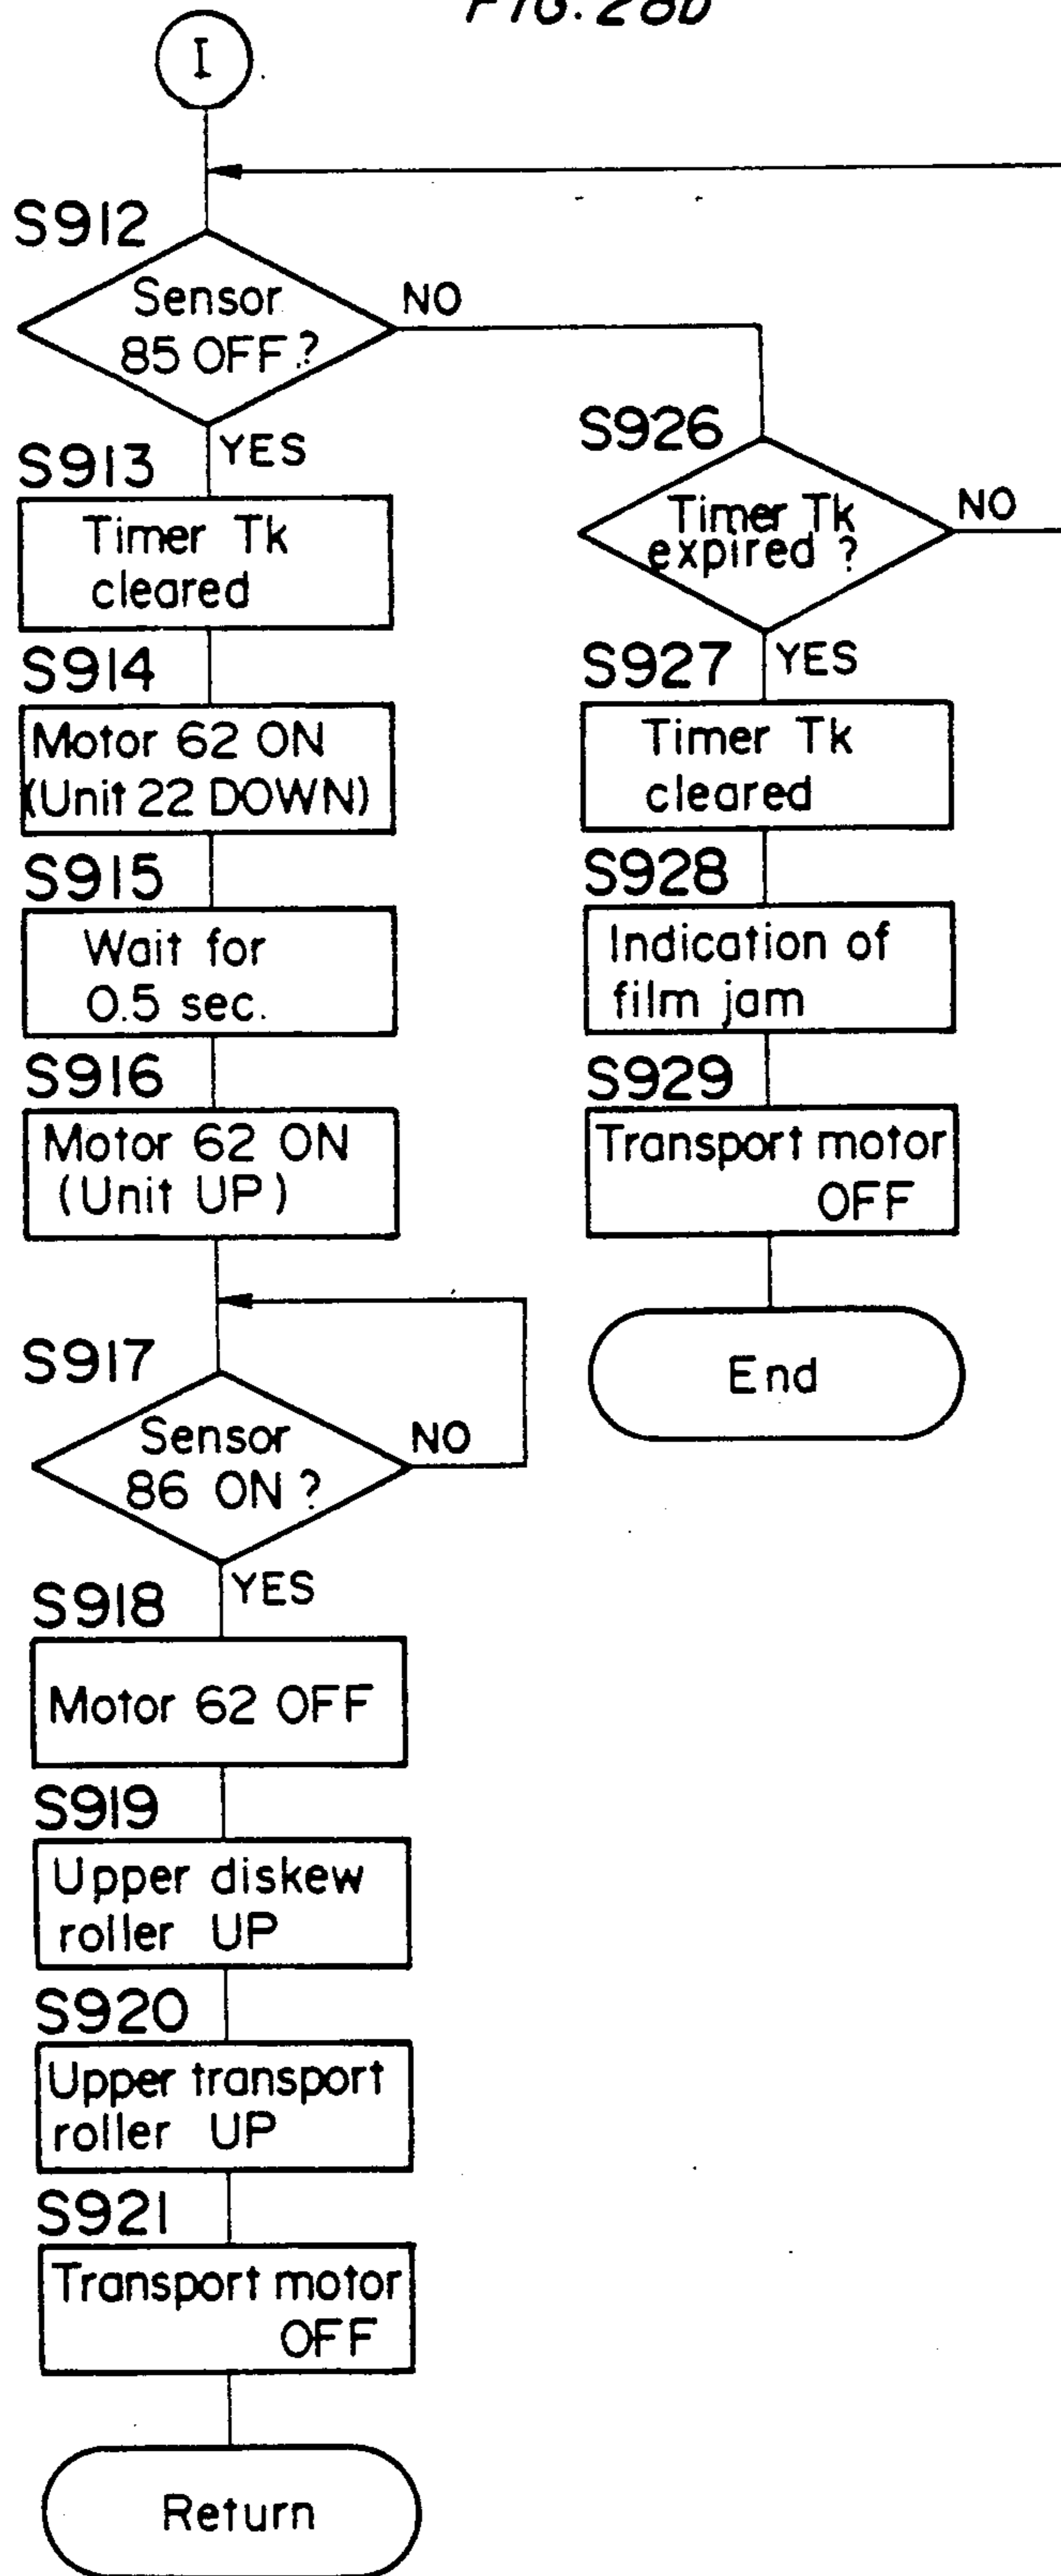 FIG. 28b
I
S912
Sensor
85 OFF ?
NO
YES
S913
Timer Tk
cleared
S914
Motor 62 ON
(Unit 22 DOWN)
S915
Wait for
0.5 sec.
S916
Motor 62 ON
(Unit UP)
S917
Sensor
86 ON ?
NO
YES
S918
Motor 62 OFF
S919
Upper diskew
roller UP
S920
Upper transport
roller UP
S921
Transport motor
OFF
Return
S926
Timer Tk
expired ?
NO
YES
S927
Timer Tk
cleared
S928
Indication of
film jam
S929
Transport motor
OFF
End